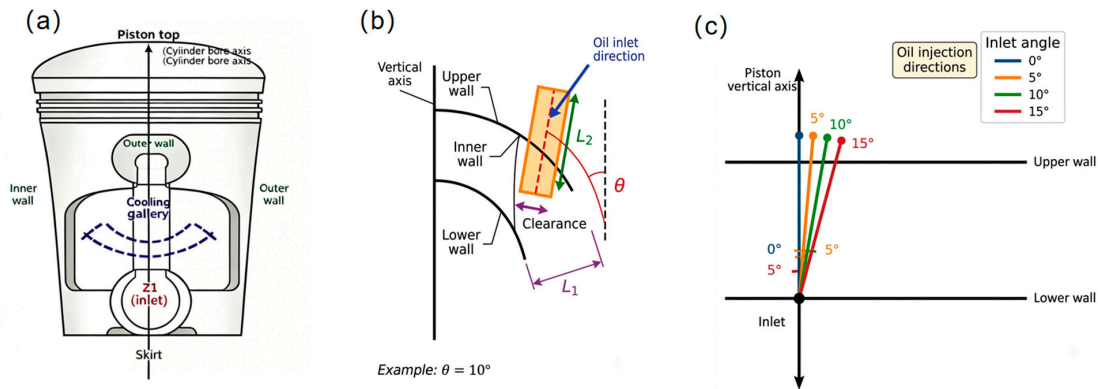 (a)
Piston top
(Cyiinder bore axis
(Cyiinder bore axis
Outer wall
Inner
wall
Outer
wall
Cooling
gallery
Z1
(inlet)
Skirt
(b)
Oil inlet
direction
Vertical
axis
Upper
wall
Inner
wall
L2
θ
Clearance
Lower
wall
L1
Example: θ = 10°
(c)
Oil injection
directions
Inlet angle
0°
5°
10°
15°
Piston
vertical axis
5°
10°
15°
Upper wall
0°
5°
5°
Lower wall
Inlet